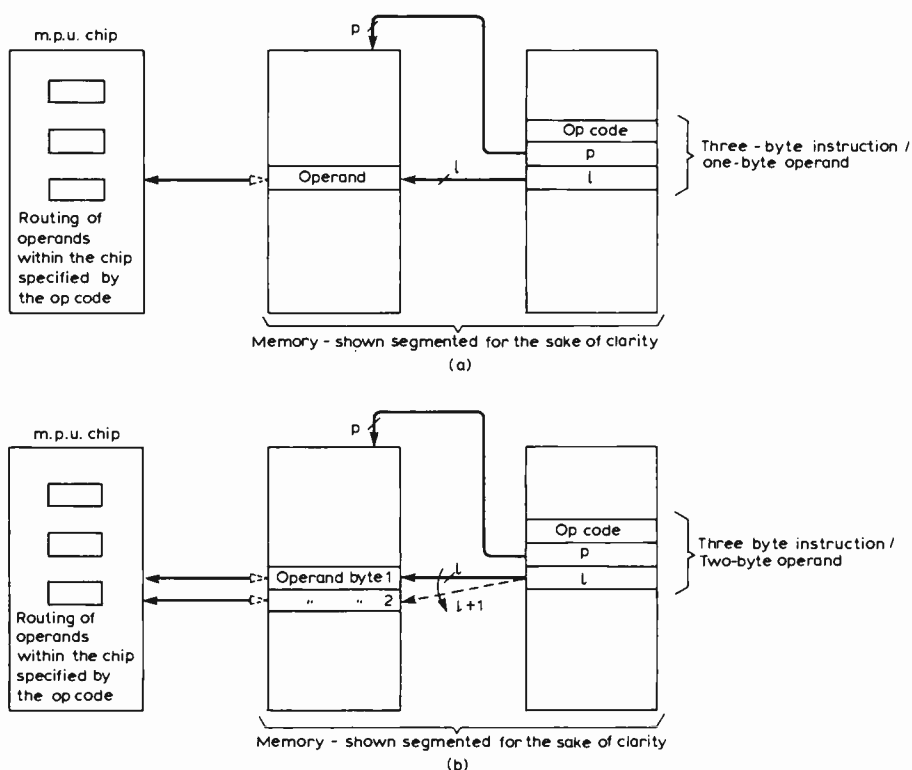 m.p.u. chip
p
Op code
p
l
Three-byte instruction /
one-byte operand
Operand
l
Routing of
operands
within the chip
specified by
the op code
Memory - shown segmented for the sake of clarity
(a)
m.p.u. chip
p
Op code
p
l
Three byte instruction /
Two-byte operand
Operand byte 1
" " 2
l
l+1
Routing of
operands
within the chip
specified by
the op code
Memory - shown segmented for the sake of clarity
(b)